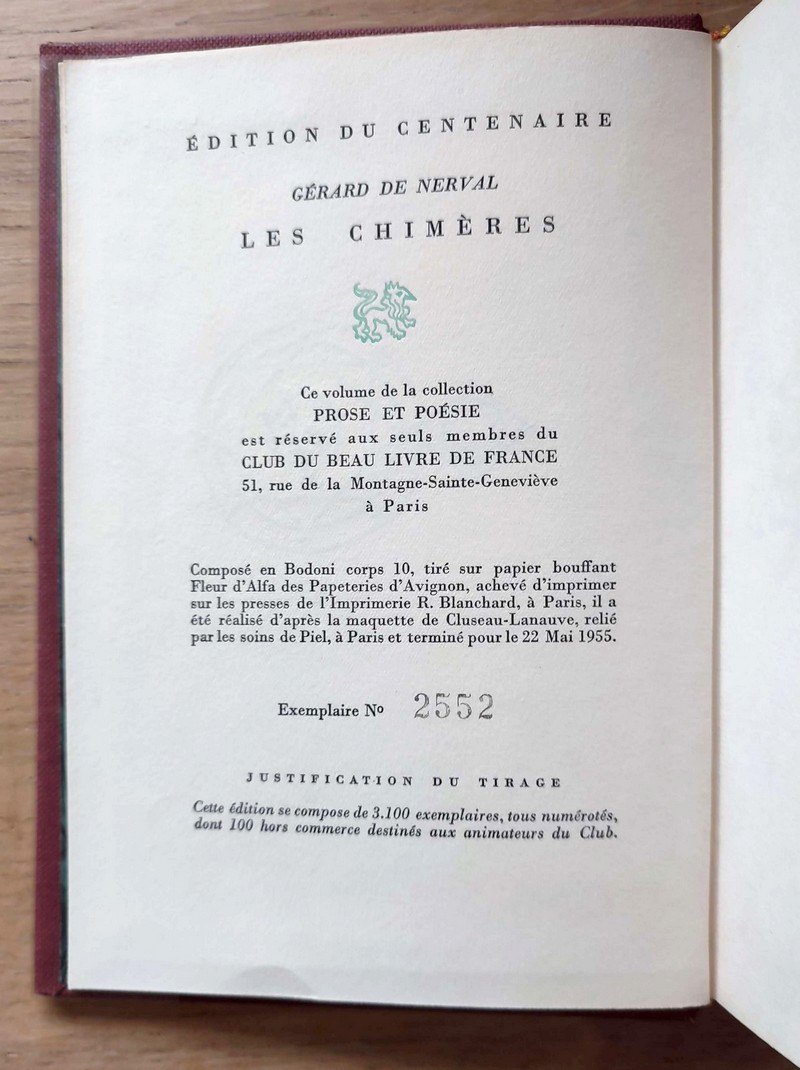 ÉDITION DU CENTENAIRE
GÉRARD DE NERVAL
LES CHIMÈRES
Ce volume de la collection
PROSE ET POÉSIE
est réservé aux seuls membres du
CLUB DU BEAU LIVRE DE FRANCE
51, rue de la Montagne-Sainte-Geneviève
à Paris
Composé en Bodoni corps 10, tiré sur papier bouffant
Fleur d'Alfa des Papeteries d'Avignon, achevé d'imprimer
sur les presses de l'Imprimerie R. Blanchard, à Paris, il a
été réalisé d'après la maquette de Cluseau-Lanauve, relié
par les soins de Piel, à Paris et terminé pour le 22 Mai 1955.
Exemplaire No 2552
JUSTIFICATION DU TIRAGE
Cette édition se compose de 3.100 exemplaires, tous numérotés,
dont 100 hors commerce destinés aux animateurs du Club.